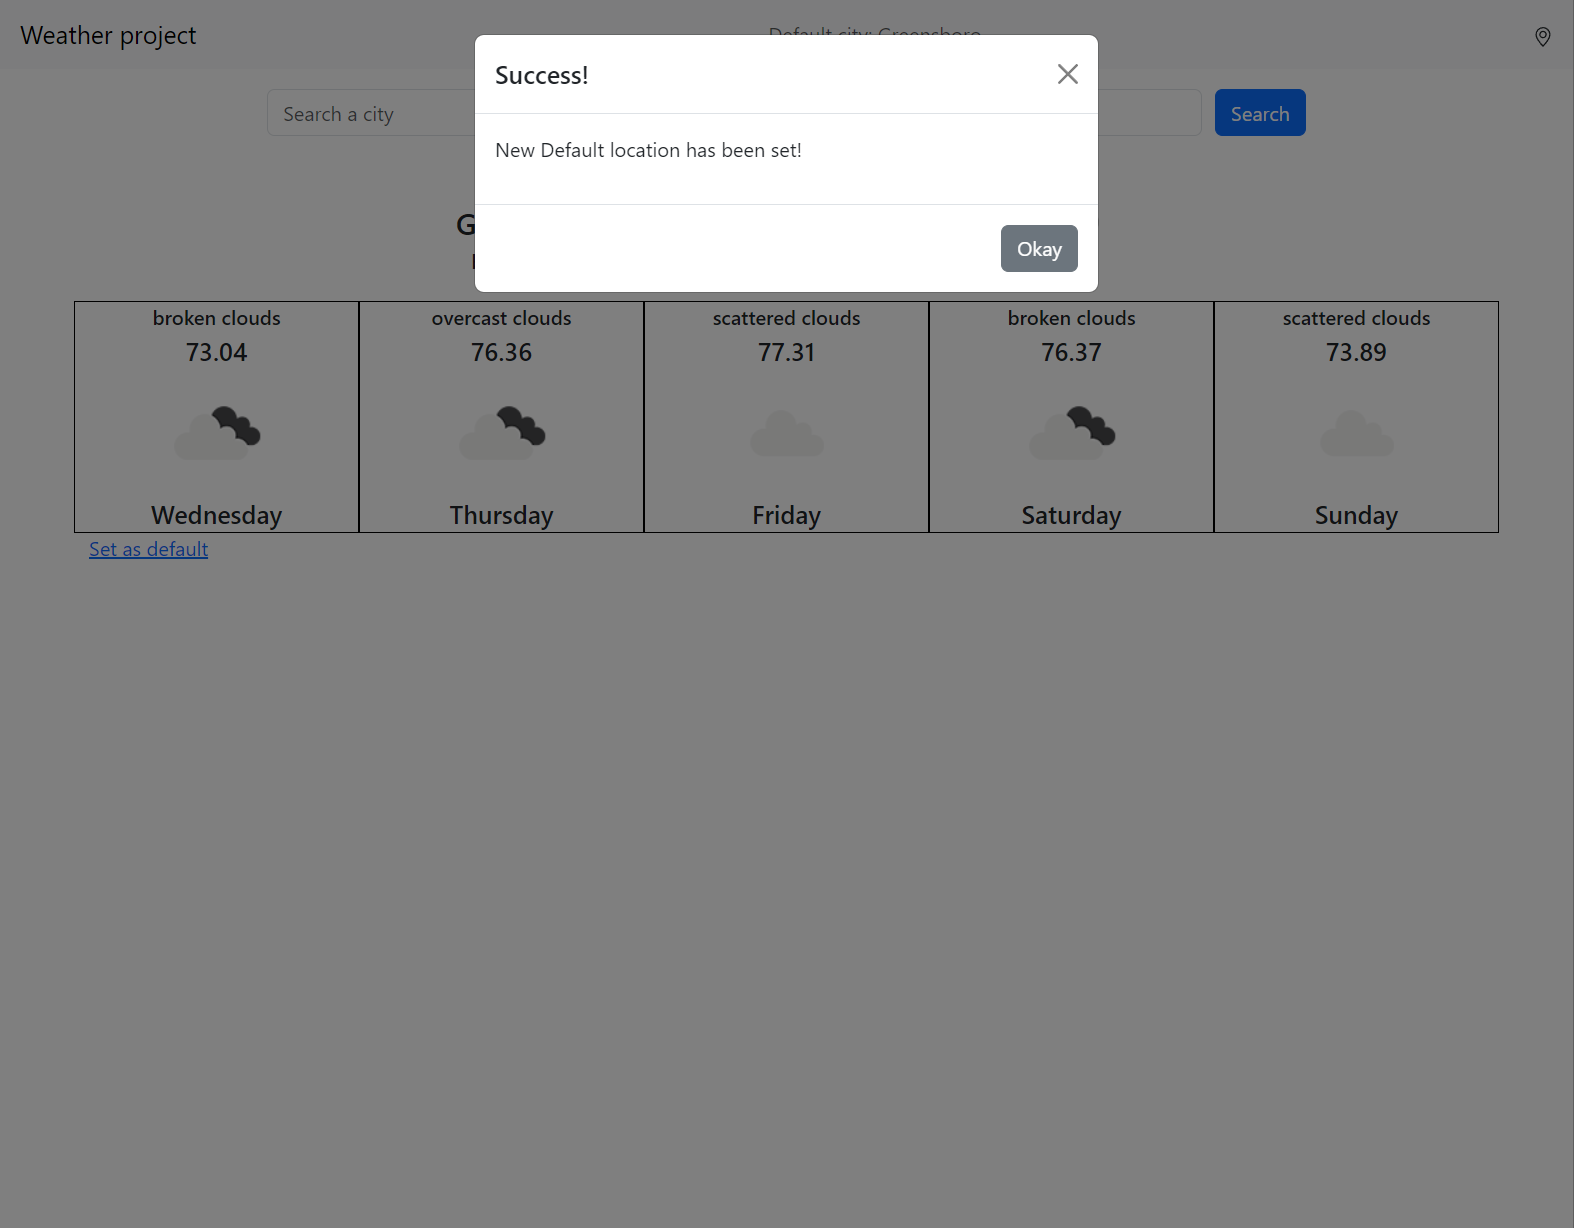 Weather project
Default city: Greensboro
Success!
Search a city
Search
New Default location has been set!
Okay
broken clouds
73.04
Wednesday
overcast clouds
76.36
Thursday
scattered clouds
77.31
Friday
broken clouds
76.37
Saturday
scattered clouds
73.89
Sunday
Set as default